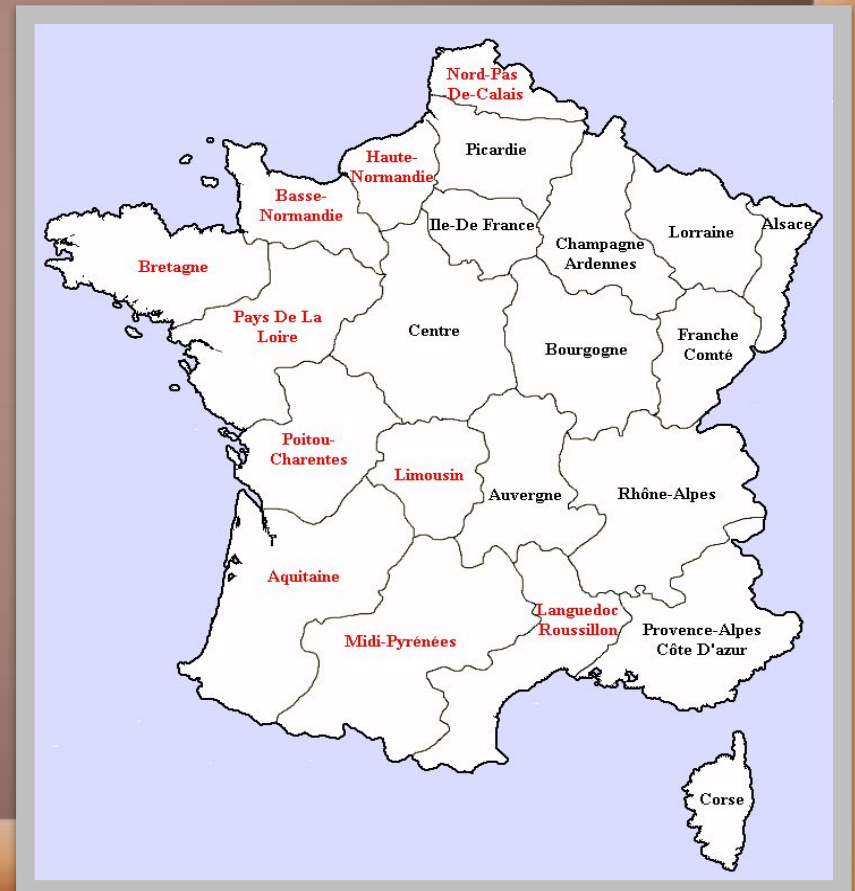 Nord-Pas
-De-Calais
Picardie
Haute-
Normandie
Basse-
Normandie
Ile-De France
Champagne
Ardennes
Lorraine
Alsace
Bretagne
Pays De La
Loire
Centre
Bourgogne
Franche
Comté
Poitou-
Charentes
Limousin
Auvergne
Rhône-Alpes
Aquitaine
Midi-Pyrénées
Languedoc
Roussillon
Provence-Alpes
Côte D'azur
Corse